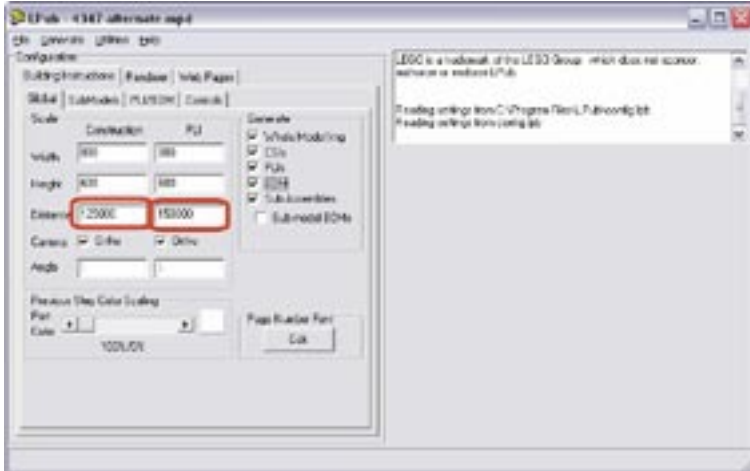 LPub - 4347 alternate.mpd
File Generate Utilities Help
Configuration
Building Instructions Renderer Web Pages
Global SubModels PLI/BOM Controls
Scale
Construction PLI
Width 800 800
Height 600 600
Distance 150000
Camera Ortho Ortho
Angle
Previous Step Color Scaling
Part Color
100%/0%
Generate
Whole Model Img
CSIs
PLIs
BOM
Sub Assemblies
Sub-model BOMs
Page Number Font
Edit
LEGO is a trademark of the LEGO Group which does not sponsor,
authorize or endorse LPub.
Reading settings from C:\Program Files\LPub\config.lpb
Reading settings from config.lpb